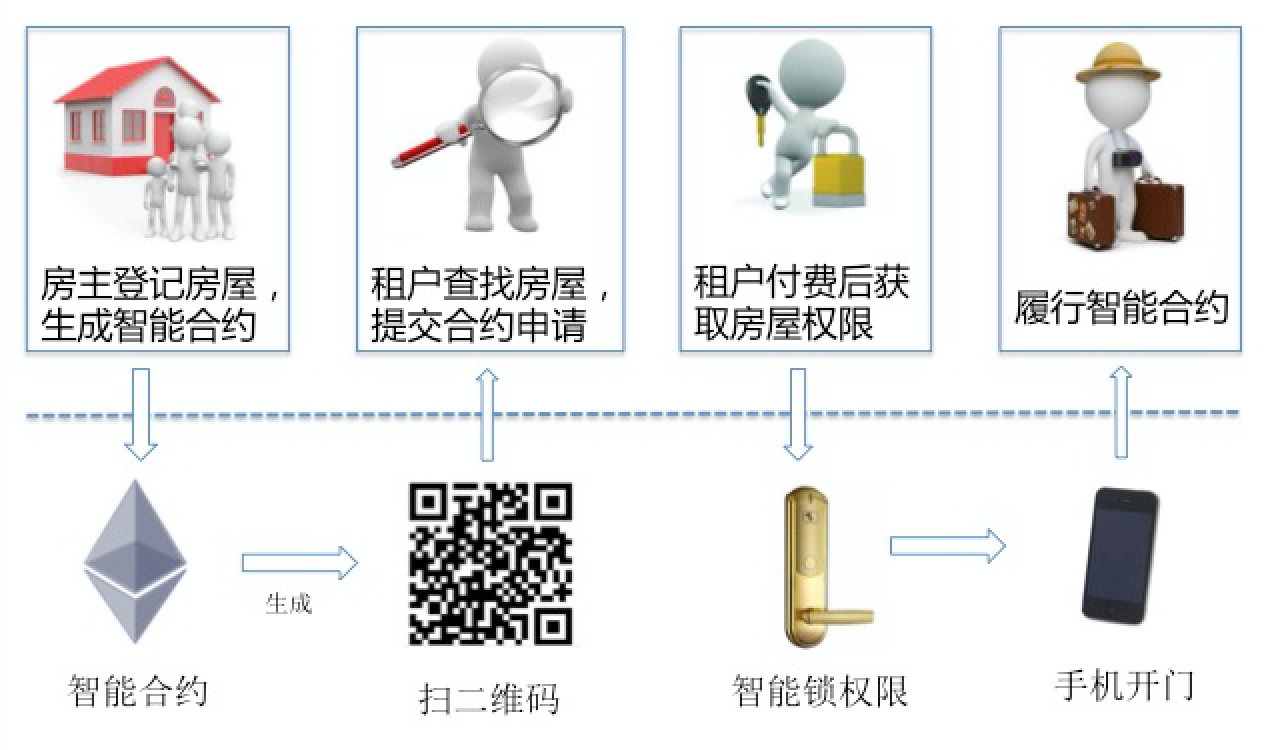 房主登记房屋，
生成智能合约
租户查找房屋，
提交合约申请
租户付费后获
取房屋权限
履行智能合约
生成
智能合约
扫二维码
智能锁权限
手机开门